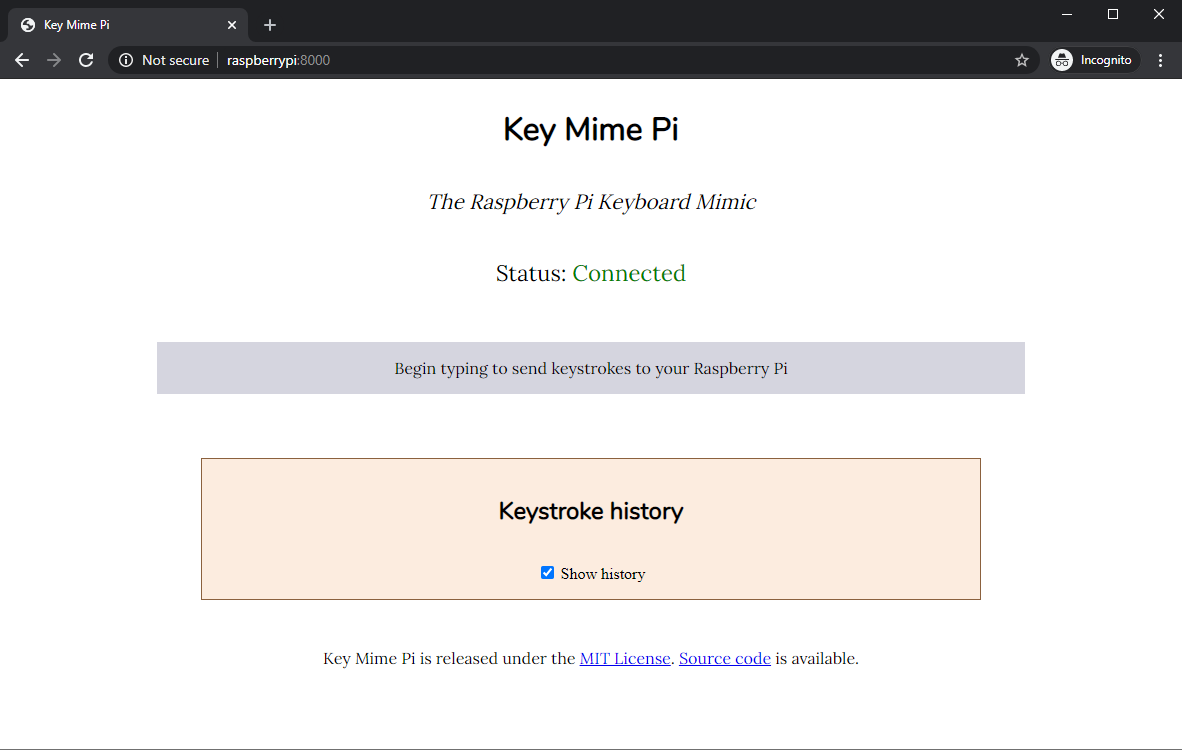 Key Mime Pi
Not secure
raspberrypi:8000
Incognito
Key Mime Pi
The Raspberry Pi Keyboard Mimic
Status: Connected
Begin typing to send keystrokes to your Raspberry Pi
Keystroke history
Show history
Key Mime Pi is released under the MIT License. Source code is available.